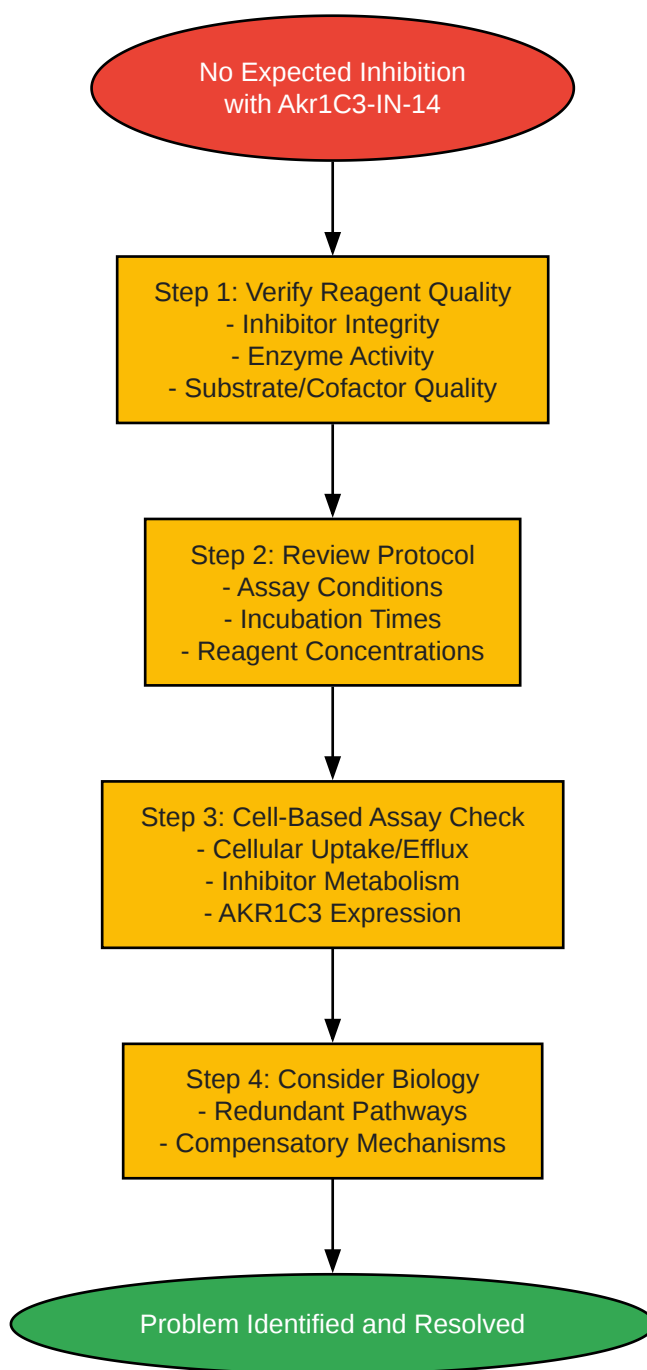 No Expected Inhibition
with Akr1C3-IN-14
Step 1: Verify Reagent Quality
- Inhibitor Integrity
- Enzyme Activity
- Substrate/Cofactor Quality
Step 2: Review Protocol
- Assay Conditions
- Incubation Times
- Reagent Concentrations
Step 3: Cell-Based Assay Check
- Cellular Uptake/Efflux
- Inhibitor Metabolism
- AKR1C3 Expression
Step 4: Consider Biology
- Redundant Pathways
- Compensatory Mechanisms
Problem Identified and Resolved